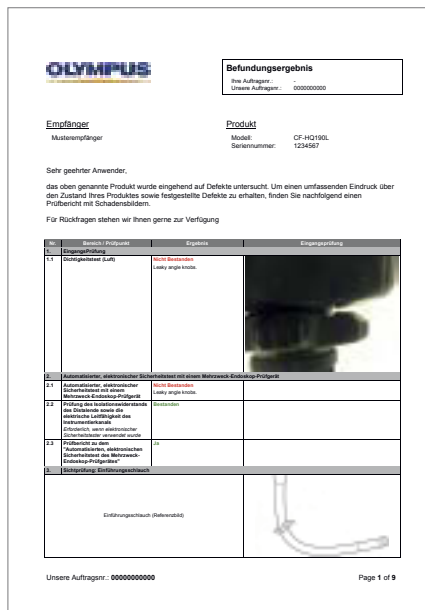 OLYMPUS
Befundungsergebnis
Ihre Auftragsnr.: -
Unsere Auftragsnr.: 0000000000
Empfänger
Produkt
Musterempfänger
Modell: CF-HQ190L
Seriennummer: 1234567
Sehr geehrter Anwender,
das oben genannte Produkt wurde eingehend auf Defekte untersucht. Um einen umfassenden Eindruck über
den Zustand Ihres Produktes sowie festgestellte Defekte zu erhalten, finden Sie nachfolgend einen
Prüfbericht mit Schadensbildern.
Für Rückfragen stehen wir Ihnen gerne zur Verfügung
Nr. Bereich / Prüfpunkt Ergebnis Eingangsprüfung
1. Eingangsprüfung
1.1 Dichtigkeitstest (Luft) Nicht Bestanden
Leaky angle knobs.
2. Automatisierter, elektronischer Sicherheitstest mit einem Mehrzweck-Endoskop-Prüfgerät
2.1 Automatisierter, elektronischer Nicht Bestanden
Sicherheitstest mit einem Leaky angle knobs.
Mehrzweck-Endoskop-Prüfgerät
2.2 Prüfung des Isolationswiderstands Bestanden
des Distalende sowie die
elektrische Leitfähigkeit des
Instrumentierkanals
Erforderlich, wenn elektronischer
Sicherheitstester verwendet wurde
2.3 Prüfbericht zu dem Ja
"Automatisierten, elektronischen
Sicherheitstest des Mehrzweck-
Endoskop-Prüfgerätes"
3. Sichtprüfung: Einführungsschlauch
Einführungsschlauch (Referenzbild)
Unsere Auftragsnr.: 00000000000
Page 1 of 9